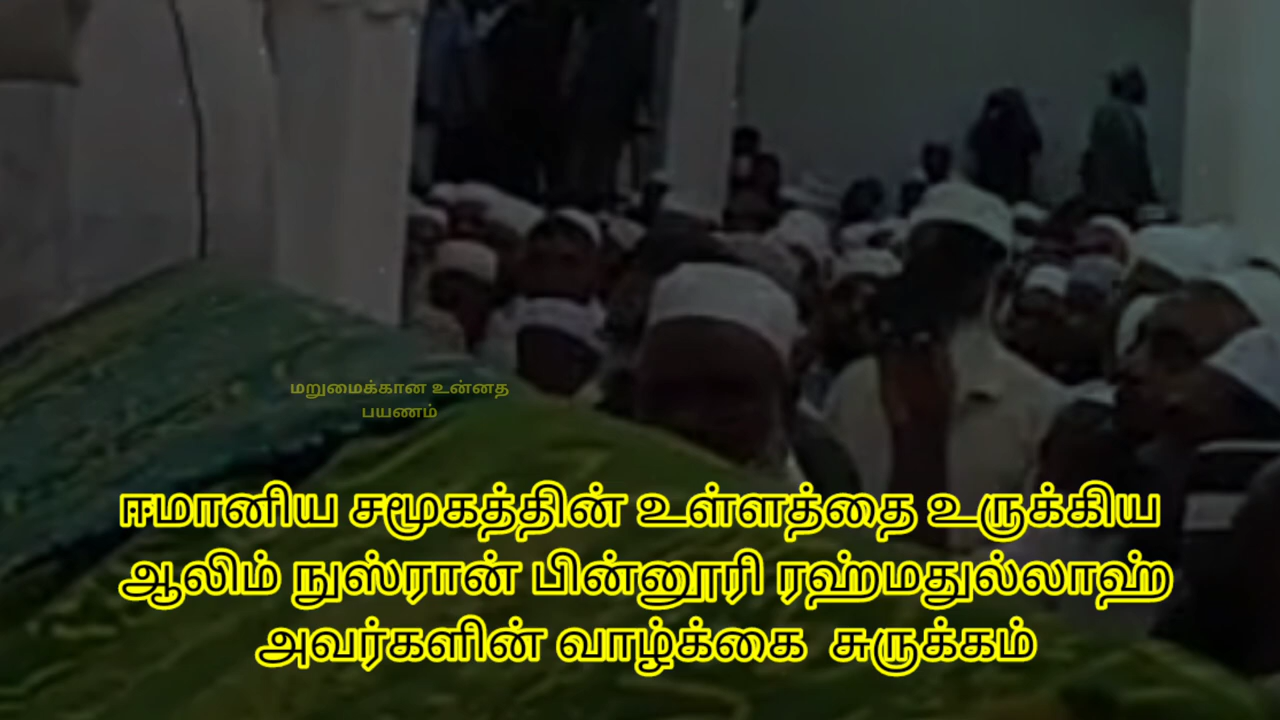 மறுமைக்கான உன்னத
பயணம்
ஈமானிய சமூகத்தின் உள்ளத்தை உருக்கிய
ஆலிம் நுஸ்ரான் பின்னூரி ரஹ்மதுல்லாஹ்
அவர்களின் வாழ்க்கை சுருக்கம்